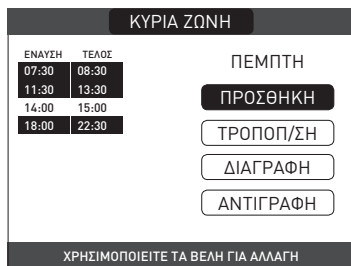 ΚΥΡΙΑ ΖΩΝΗ
ΕΝΑΥΣΗ ΤΕΛΟΣ
07:30 08:30
11:30 13:30
14:00 15:00
18:00 22:30
ΠΕΜΠΤΗ
ΠΡΟΣΘΗΚΗ
ΤΡΟΠΟΠ/ΣΗ
ΔΙΑΓΡΑΦΗ
ΑΝΤΙΓΡΑΦΗ
ΧΡΗΣΙΜΟΠΟΙΕΙΤΕ ΤΑ ΒΕΛΗ ΓΙΑ ΑΛΛΑΓΗ